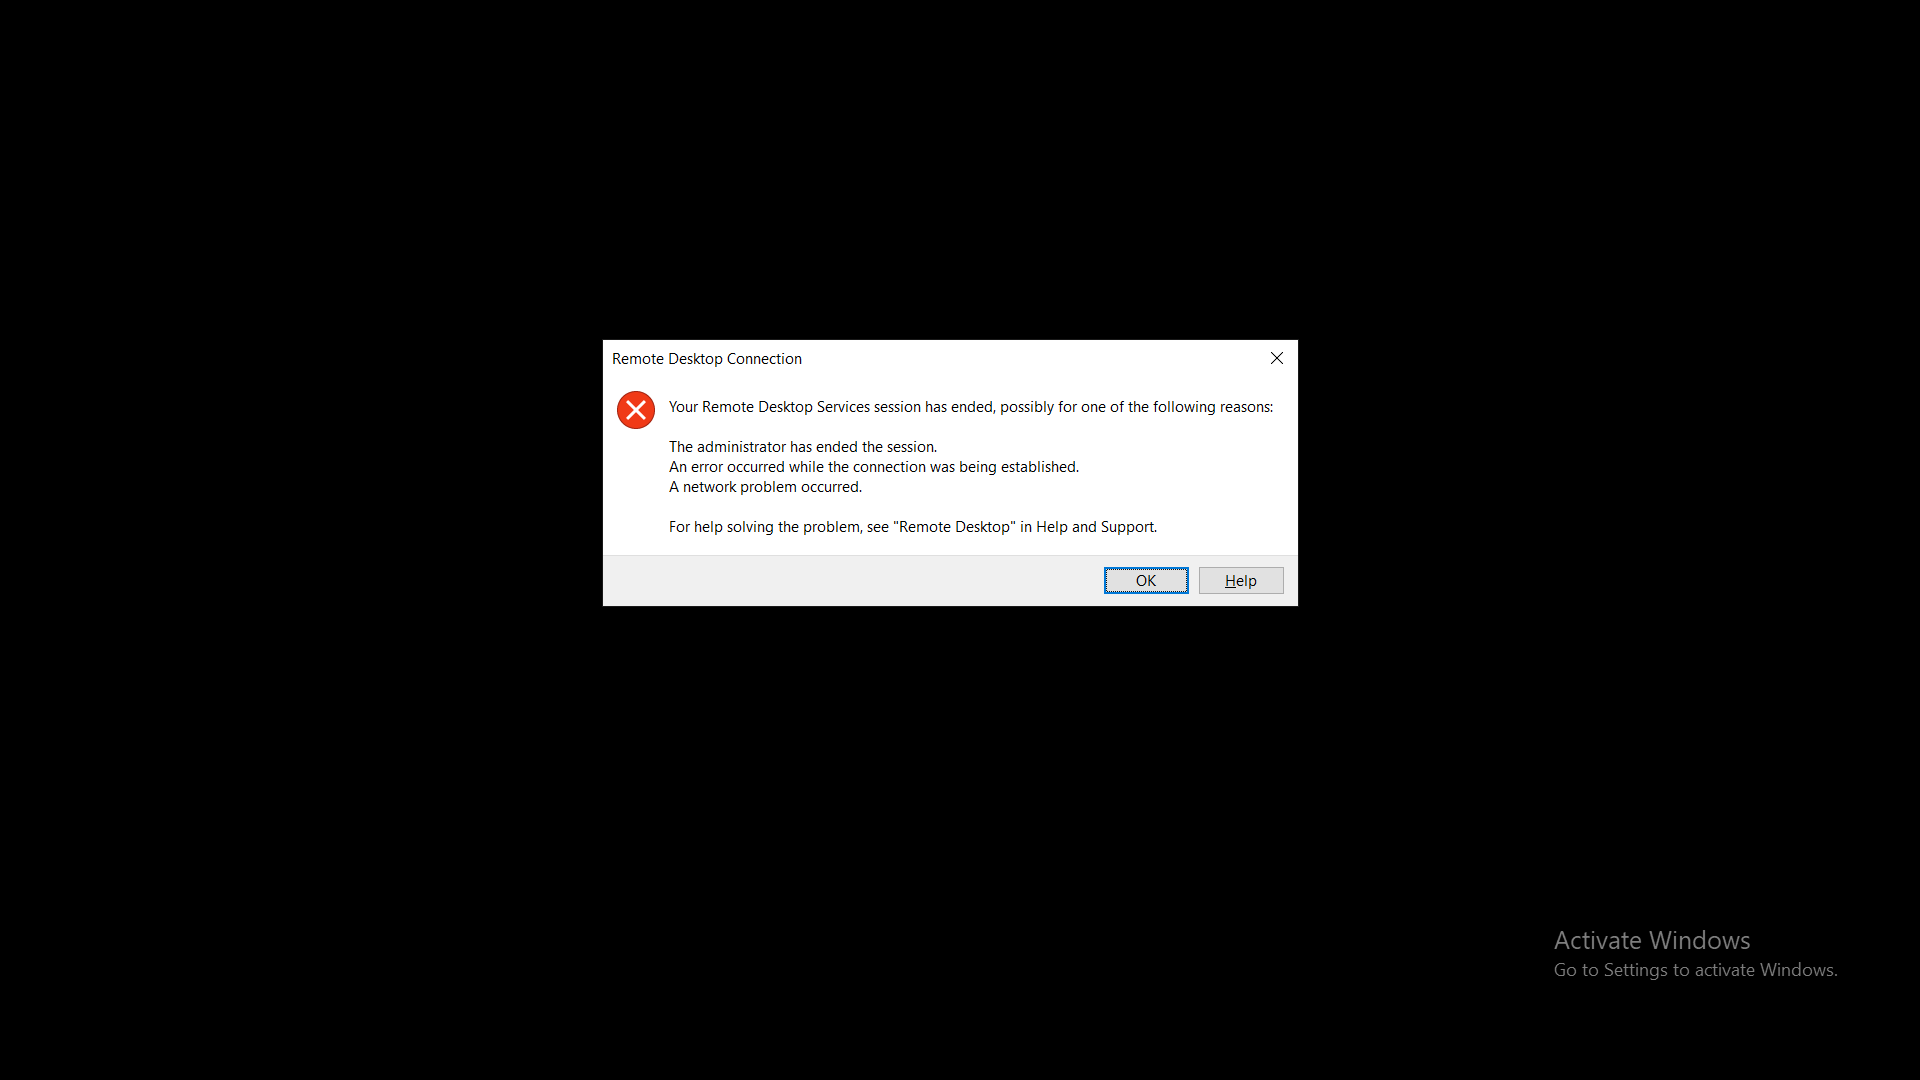 Remote Desktop Connection
Your Remote Desktop Services session has ended, possibly for one of the following reasons:
The administrator has ended the session.
An error occurred while the connection was being established.
A network problem occurred.
For help solving the problem, see "Remote Desktop" in Help and Support.
OK
Help
Activate Windows
Go to Settings to activate Windows.